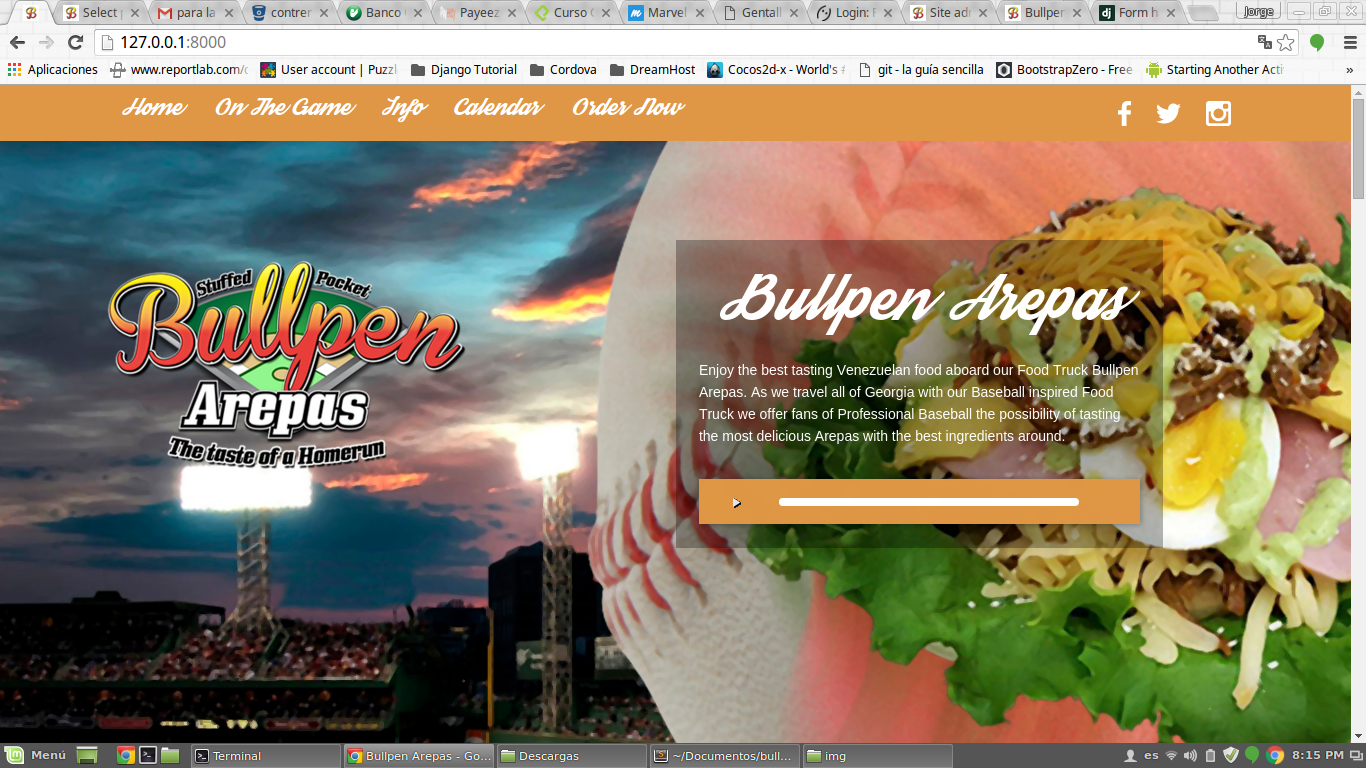 Select
para la
contrer
Banco
Payeez
Curso
Marvel
Gentall
Login:
Site ad
Bullper
Form h
Jorge
127.0.0.1:8000
Aplicaciones
www.reportlab.com/
User account | Puzzl
Django Tutorial
Cordova
DreamHost
Cocos2d-x - World's
git - la guía sencilla
BootstrapZero - Free
Starting Another Acti
»
Home
On The Game
Info
Calendar
Order Now
Stuffed Pocket
Bullpen
Arepas
The taste of a Homerun
Bullpen Arepas
Enjoy the best tasting Venezuelan food aboard our Food Truck Bullpen
Arepas. As we travel all of Georgia with our Baseball inspired Food
Truck we offer fans of Professional Baseball the possibility of tasting
the most delicious Arepas with the best ingredients around.
Menú
Terminal
Bullpen Arepas - Go...
Descargas
~/Documentos/bull...
img
es
8:15 PM